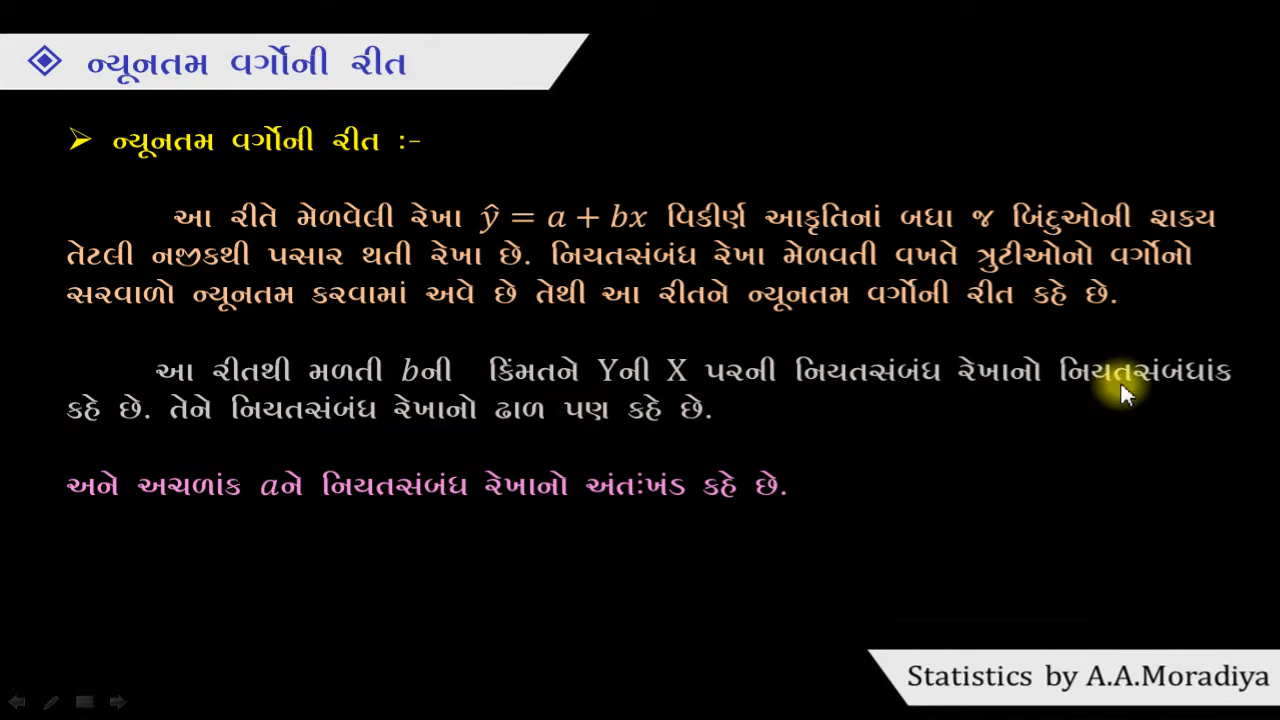 ન્યૂનતમ વર્ગોની રીત
ન્યૂનતમ વર્ગોની રીત :-
આ રીતે મેળવેલી રેખા ŷ = a + bx વિકીર્ણ આકૃતિનાં બધા જ બિંદુઓની શક્ય
તેટલી નજીકથી પસાર થતી રેખા છે. નિયતસંબંધ રેખા મેળવતી વખતે ત્રુટીઓનો વર્ગોનો
સરવાળો ન્યૂનતમ કરવામાં અવે છે તેથી આ રીતને ન્યૂનતમ વર્ગોની રીત કહે છે.
આ રીતથી મળતી bની કિંમતને Yની X પરની નિયતસંબંધ રેખાનો નિયતસંબંધાંક
કહે છે. તેને નિયતસંબંધ રેખાનો ઢાળ પણ કહે છે.
અને અચળાંક aને નિયતસંબંધ રેખાનો અંતઃખંડ કહે છે.
Statistics by A.A.Moradiya